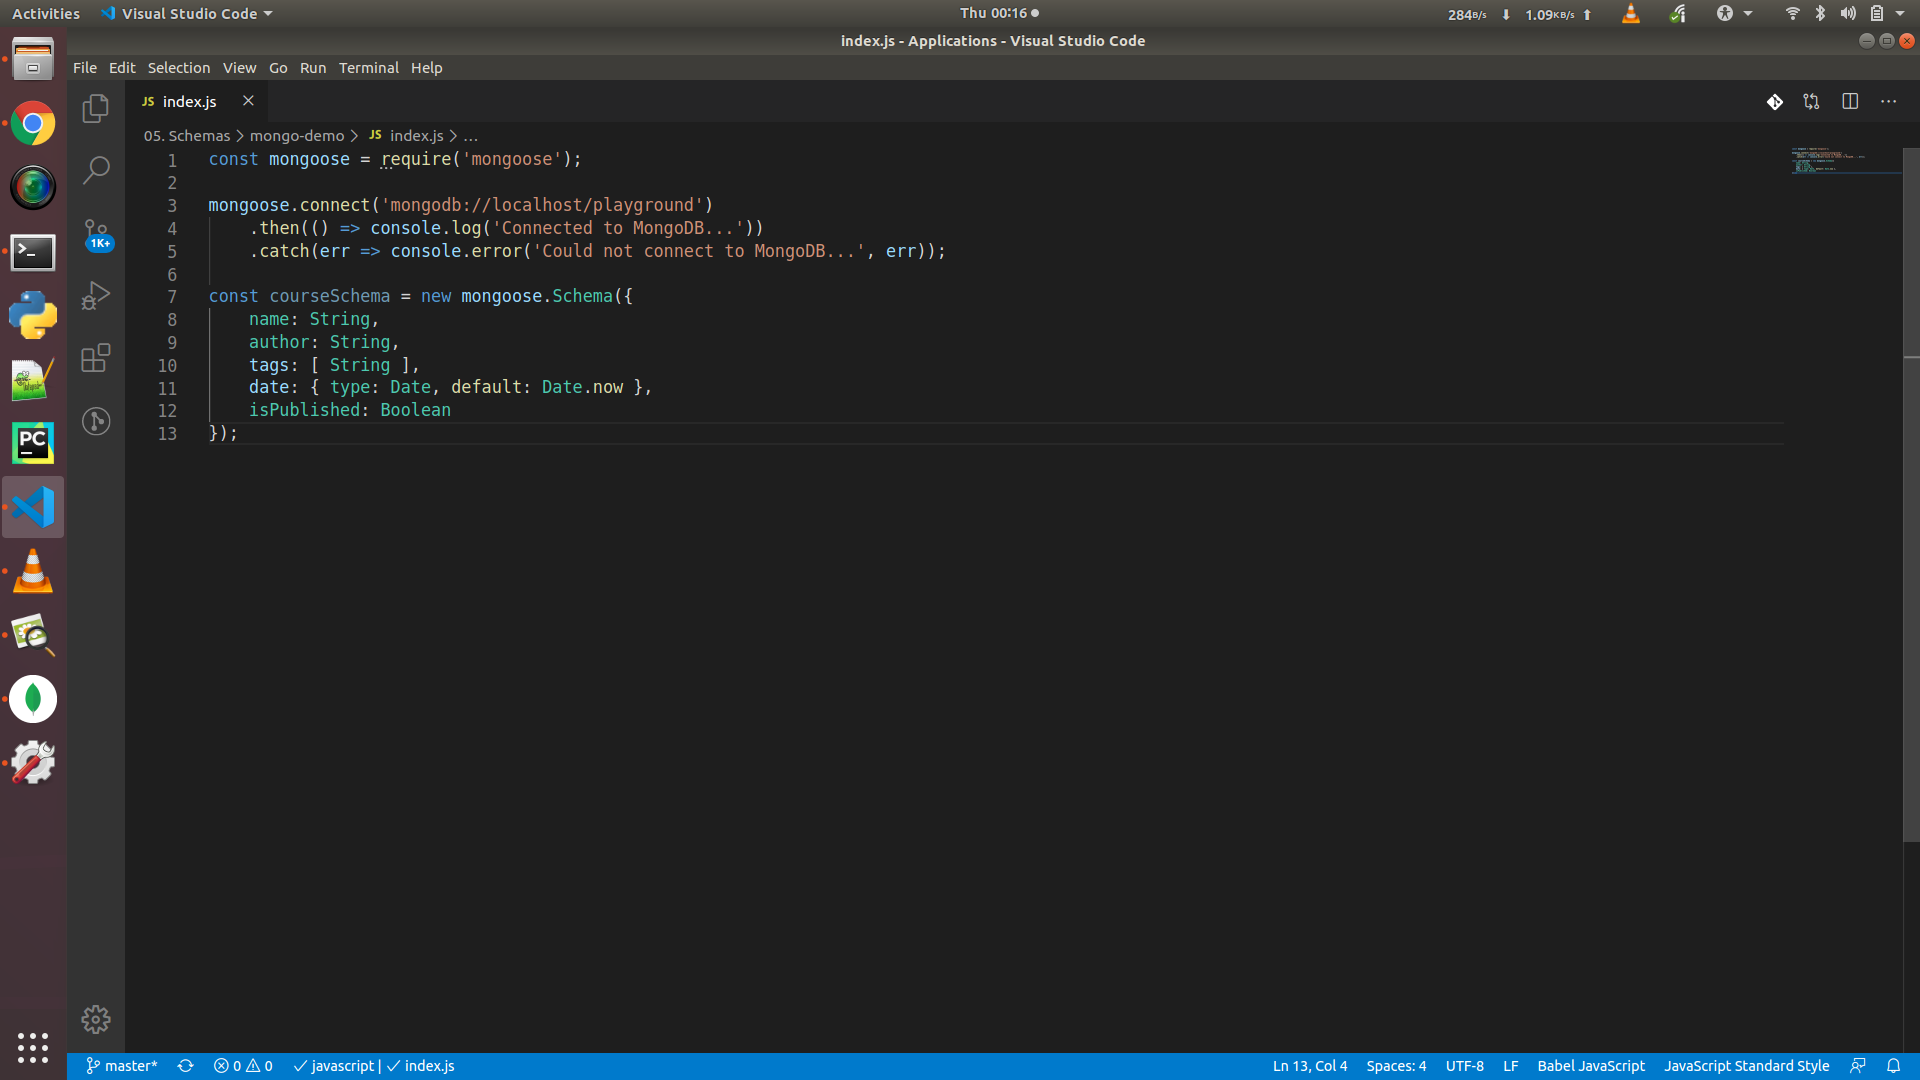 Activities Visual Studio Code Thu 00:16 284B/s 1.09KB/s
index.js - Applications - Visual Studio Code
File Edit Selection View Go Run Terminal Help
JS index.js
05. Schemas > mongo-demo > JS index.js > ...
1 const mongoose = require('mongoose');
2
3 mongoose.connect('mongodb://localhost/playground')
4 .then(() => console.log('Connected to MongoDB...'))
5 .catch(err => console.error('Could not connect to MongoDB...', err));
6
7 const courseSchema = new mongoose.Schema({
8 name: String,
9 author: String,
10 tags: [ String ],
11 date: { type: Date, default: Date.now },
12 isPublished: Boolean
13 });
1K+
PC
master* 0 0 javascript | index.js Ln 13, Col 4 Spaces: 4 UTF-8 LF Babel JavaScript JavaScript Standard Style